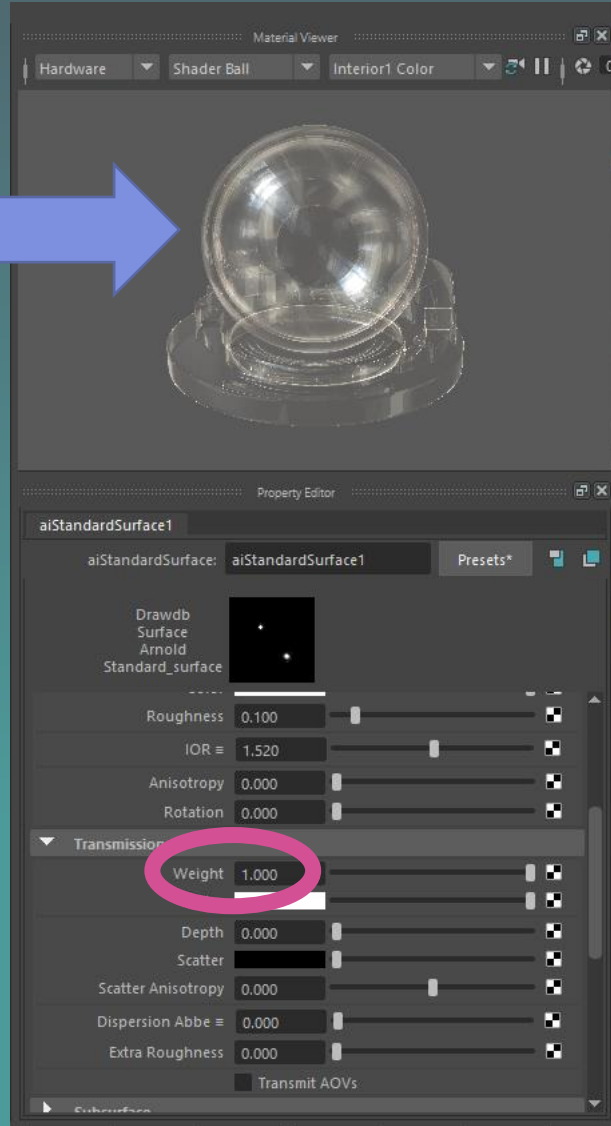 Material Viewer
Hardware Shader Ball Interior1 Color 0
Property Editor
aiStandardSurface1
aiStandardSurface: aiStandardSurface1 Presets*
Drawdb
Surface
Arnold
Standard_surface
Roughness 0.100
IOR ≡ 1.520
Anisotropy 0.000
Rotation 0.000
Transmission
Weight 1.000
Depth 0.000
Scatter
Scatter Anisotropy 0.000
Dispersion Abbe ≡ 0.000
Extra Roughness 0.000
Transmit AOVs
Subsurface